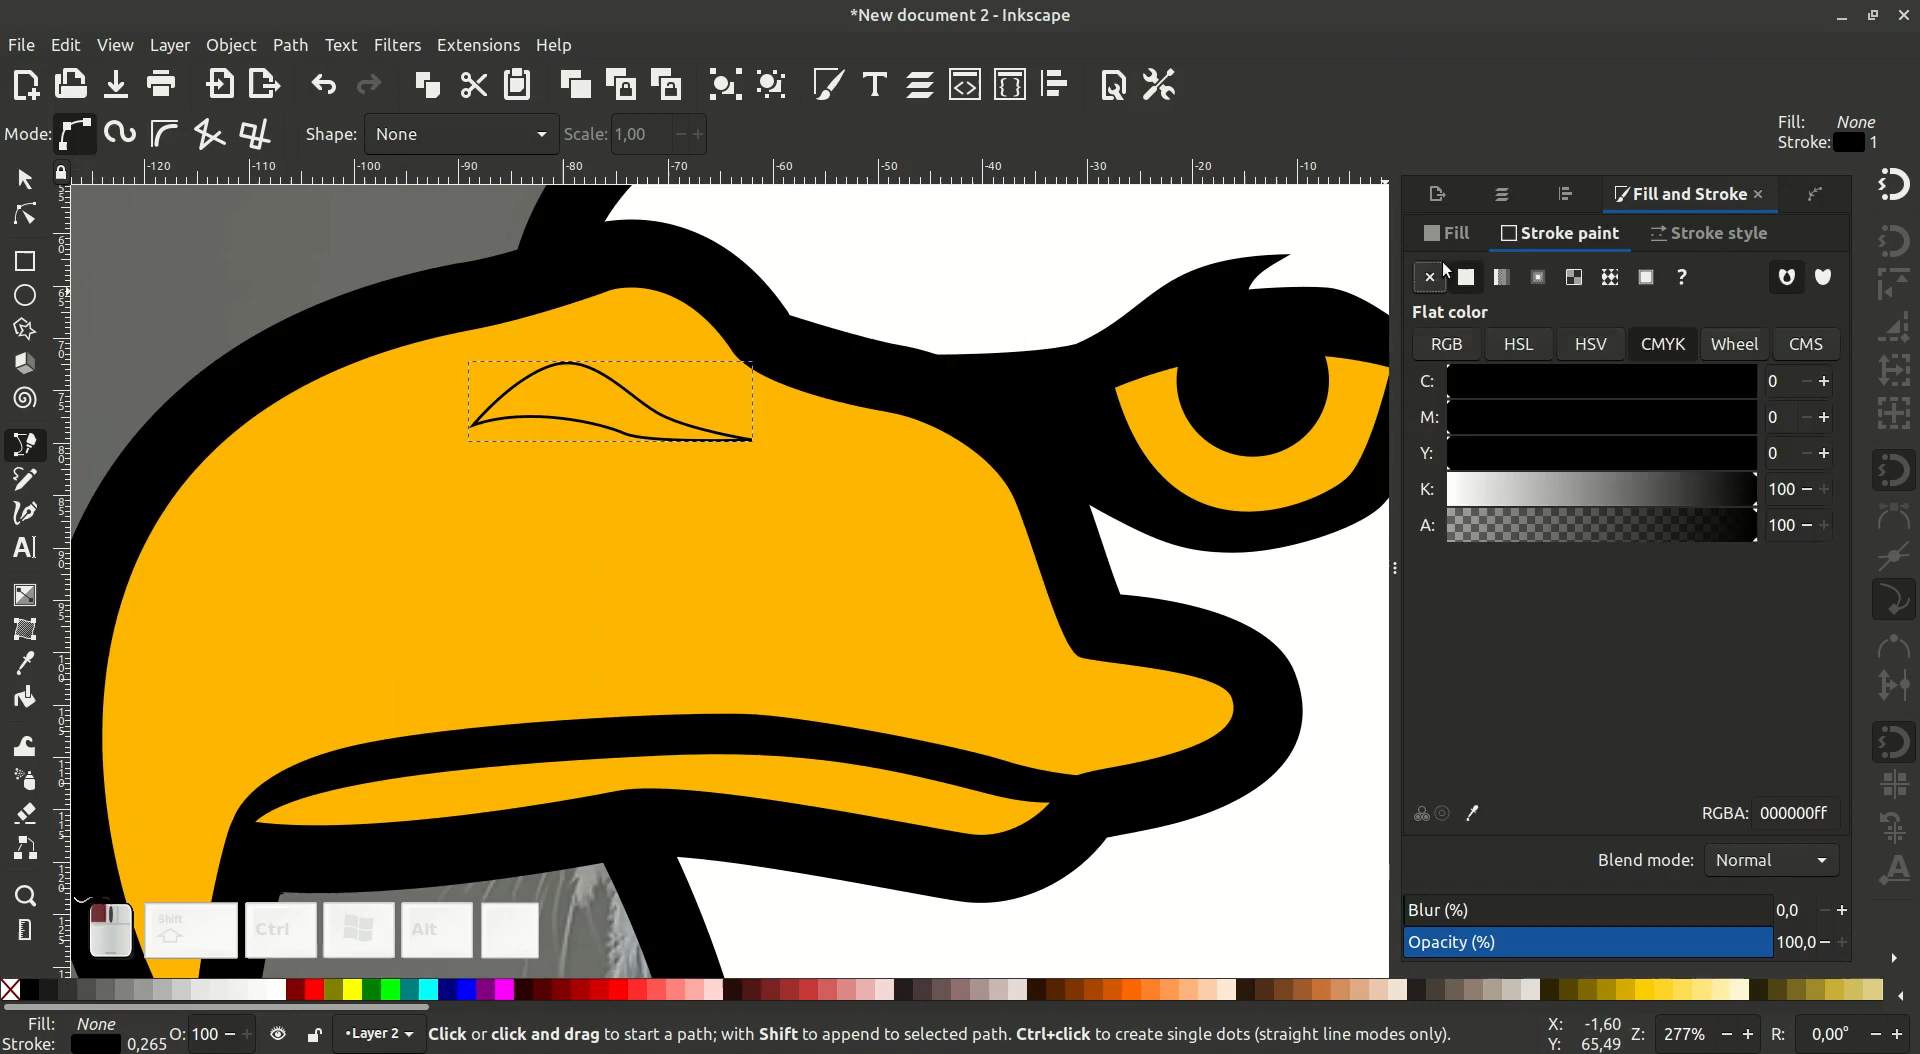 *New document 2 - Inkscape
File Edit View Layer Object Path Text Filters Extensions Help
Mode: Shape: None Scale: 1,00
Fill: None
Stroke: 1
-120 -110 -100 -90 -80 -70 -60 -50 -40 -30 -20 -10
Fill and Stroke
Fill Stroke paint Stroke style
Flat color
RGB HSL HSV CMYK Wheel CMS
C: 0
M: 0
Y: 0
K: 100
A: 100
RGBA: 000000ff
Blend mode: Normal
Blur (%) 0,0
Opacity (%) 100,0
Shift Ctrl Alt
Fill: None
Stroke: 0,265
O: 100
•Layer 2
Click or click and drag to start a path; with Shift to append to selected path. Ctrl+click to create single dots (straight line modes only).
X: -1,60
Y: 65,49
Z: 277%
R: 0,00°